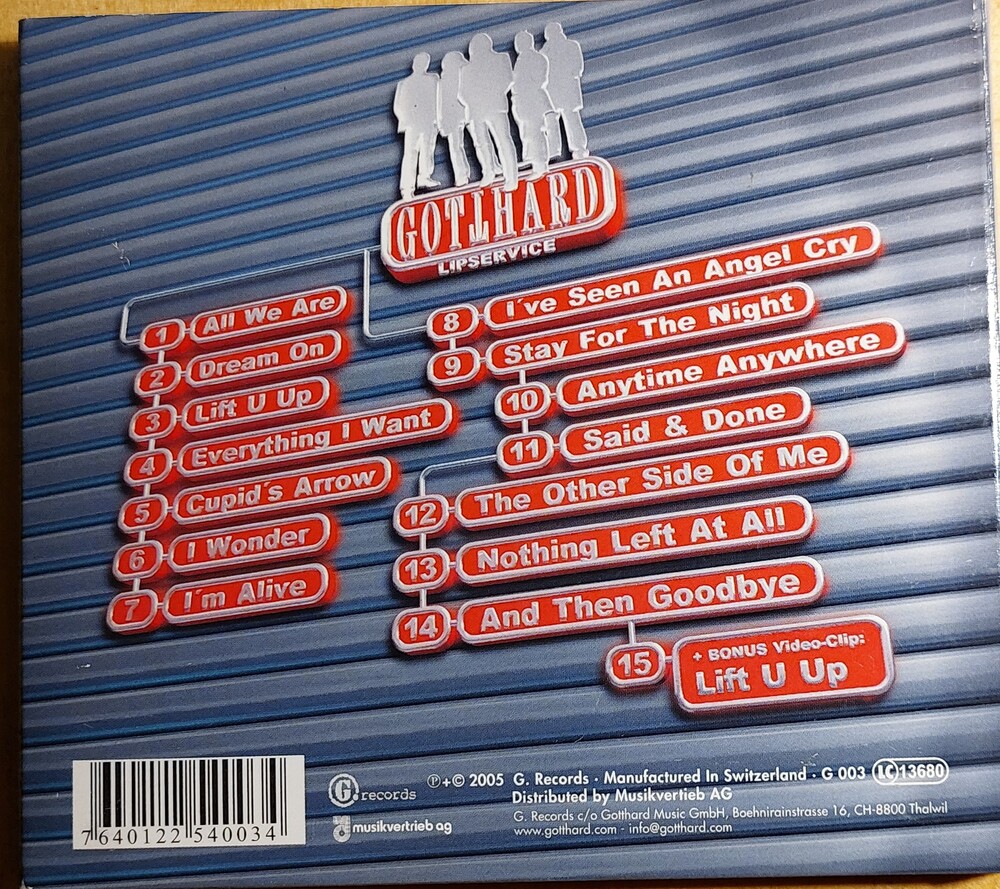 GOTTHARD
LIPSERVICE
1 All We Are
2 Dream On
3 Lift U Up
4 Everything I Want
5 Cupid´s Arrow
6 I Wonder
7 I´m Alive
8 I´ve Seen An Angel Cry
9 Stay For The Night
10 Anytime Anywhere
11 Said & Done
12 The Other Side Of Me
13 Nothing Left At All
14 And Then Goodbye
15 + BONUS Video-Clip:
Lift U Up
7 640122 540034
G. records
musikvertrieb ag
℗+© 2005 G. Records · Manufactured In Switzerland · G 003 LC 13680
Distributed by Musikvertieb AG
G. Records c/o Gotthard Music GmbH, Boehnirainstrasse 16, CH-8800 Thalwil
www.gotthard.com - info@gotthard.com